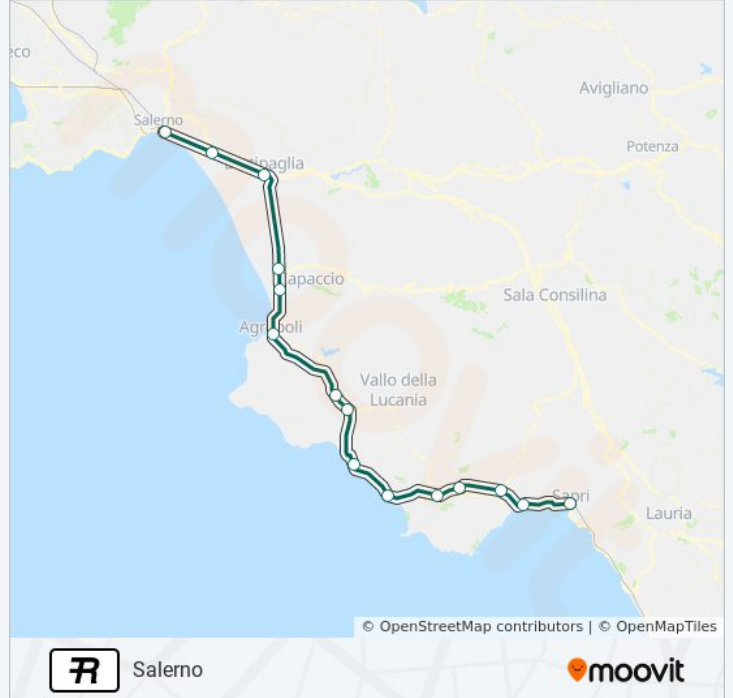 eco
Salerno
Avigliano
Potenza
Battipaglia
Capaccio
Sala Consilina
Agropoli
Vallo della
Lucania
Sapri
Lauria
© OpenStreetMap contributors | © OpenMapTiles
R
Salerno
moovit